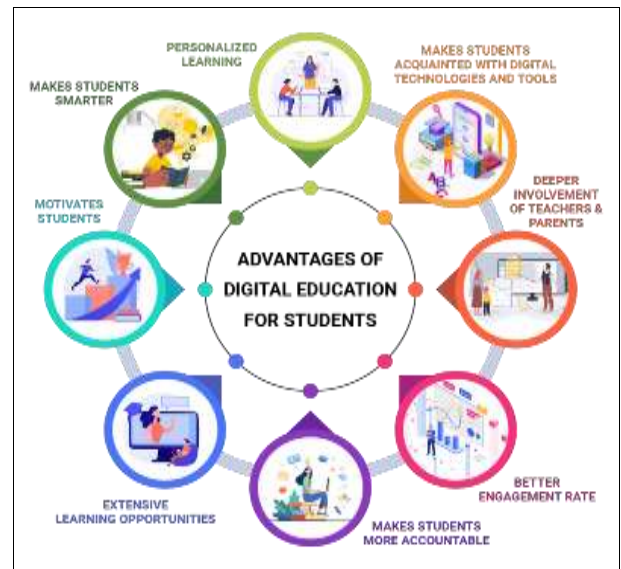 PERSONALIZED
LEARNING
MAKES STUDENTS
ACQUAINTED WITH DIGITAL
TECHNOLOGIES AND TOOLS
DEEPER
INVOLVEMENT
OF TEACHERS &
PARENTS
BETTER
ENGAGEMENT RATE
MAKES STUDENTS
MORE ACCOUNTABLE
EXTENSIVE
LEARNING OPPORTUNITIES
MOTIVATES
STUDENTS
MAKES STUDENTS
SMARTER
ADVANTAGES OF
DIGITAL EDUCATION
FOR STUDENTS